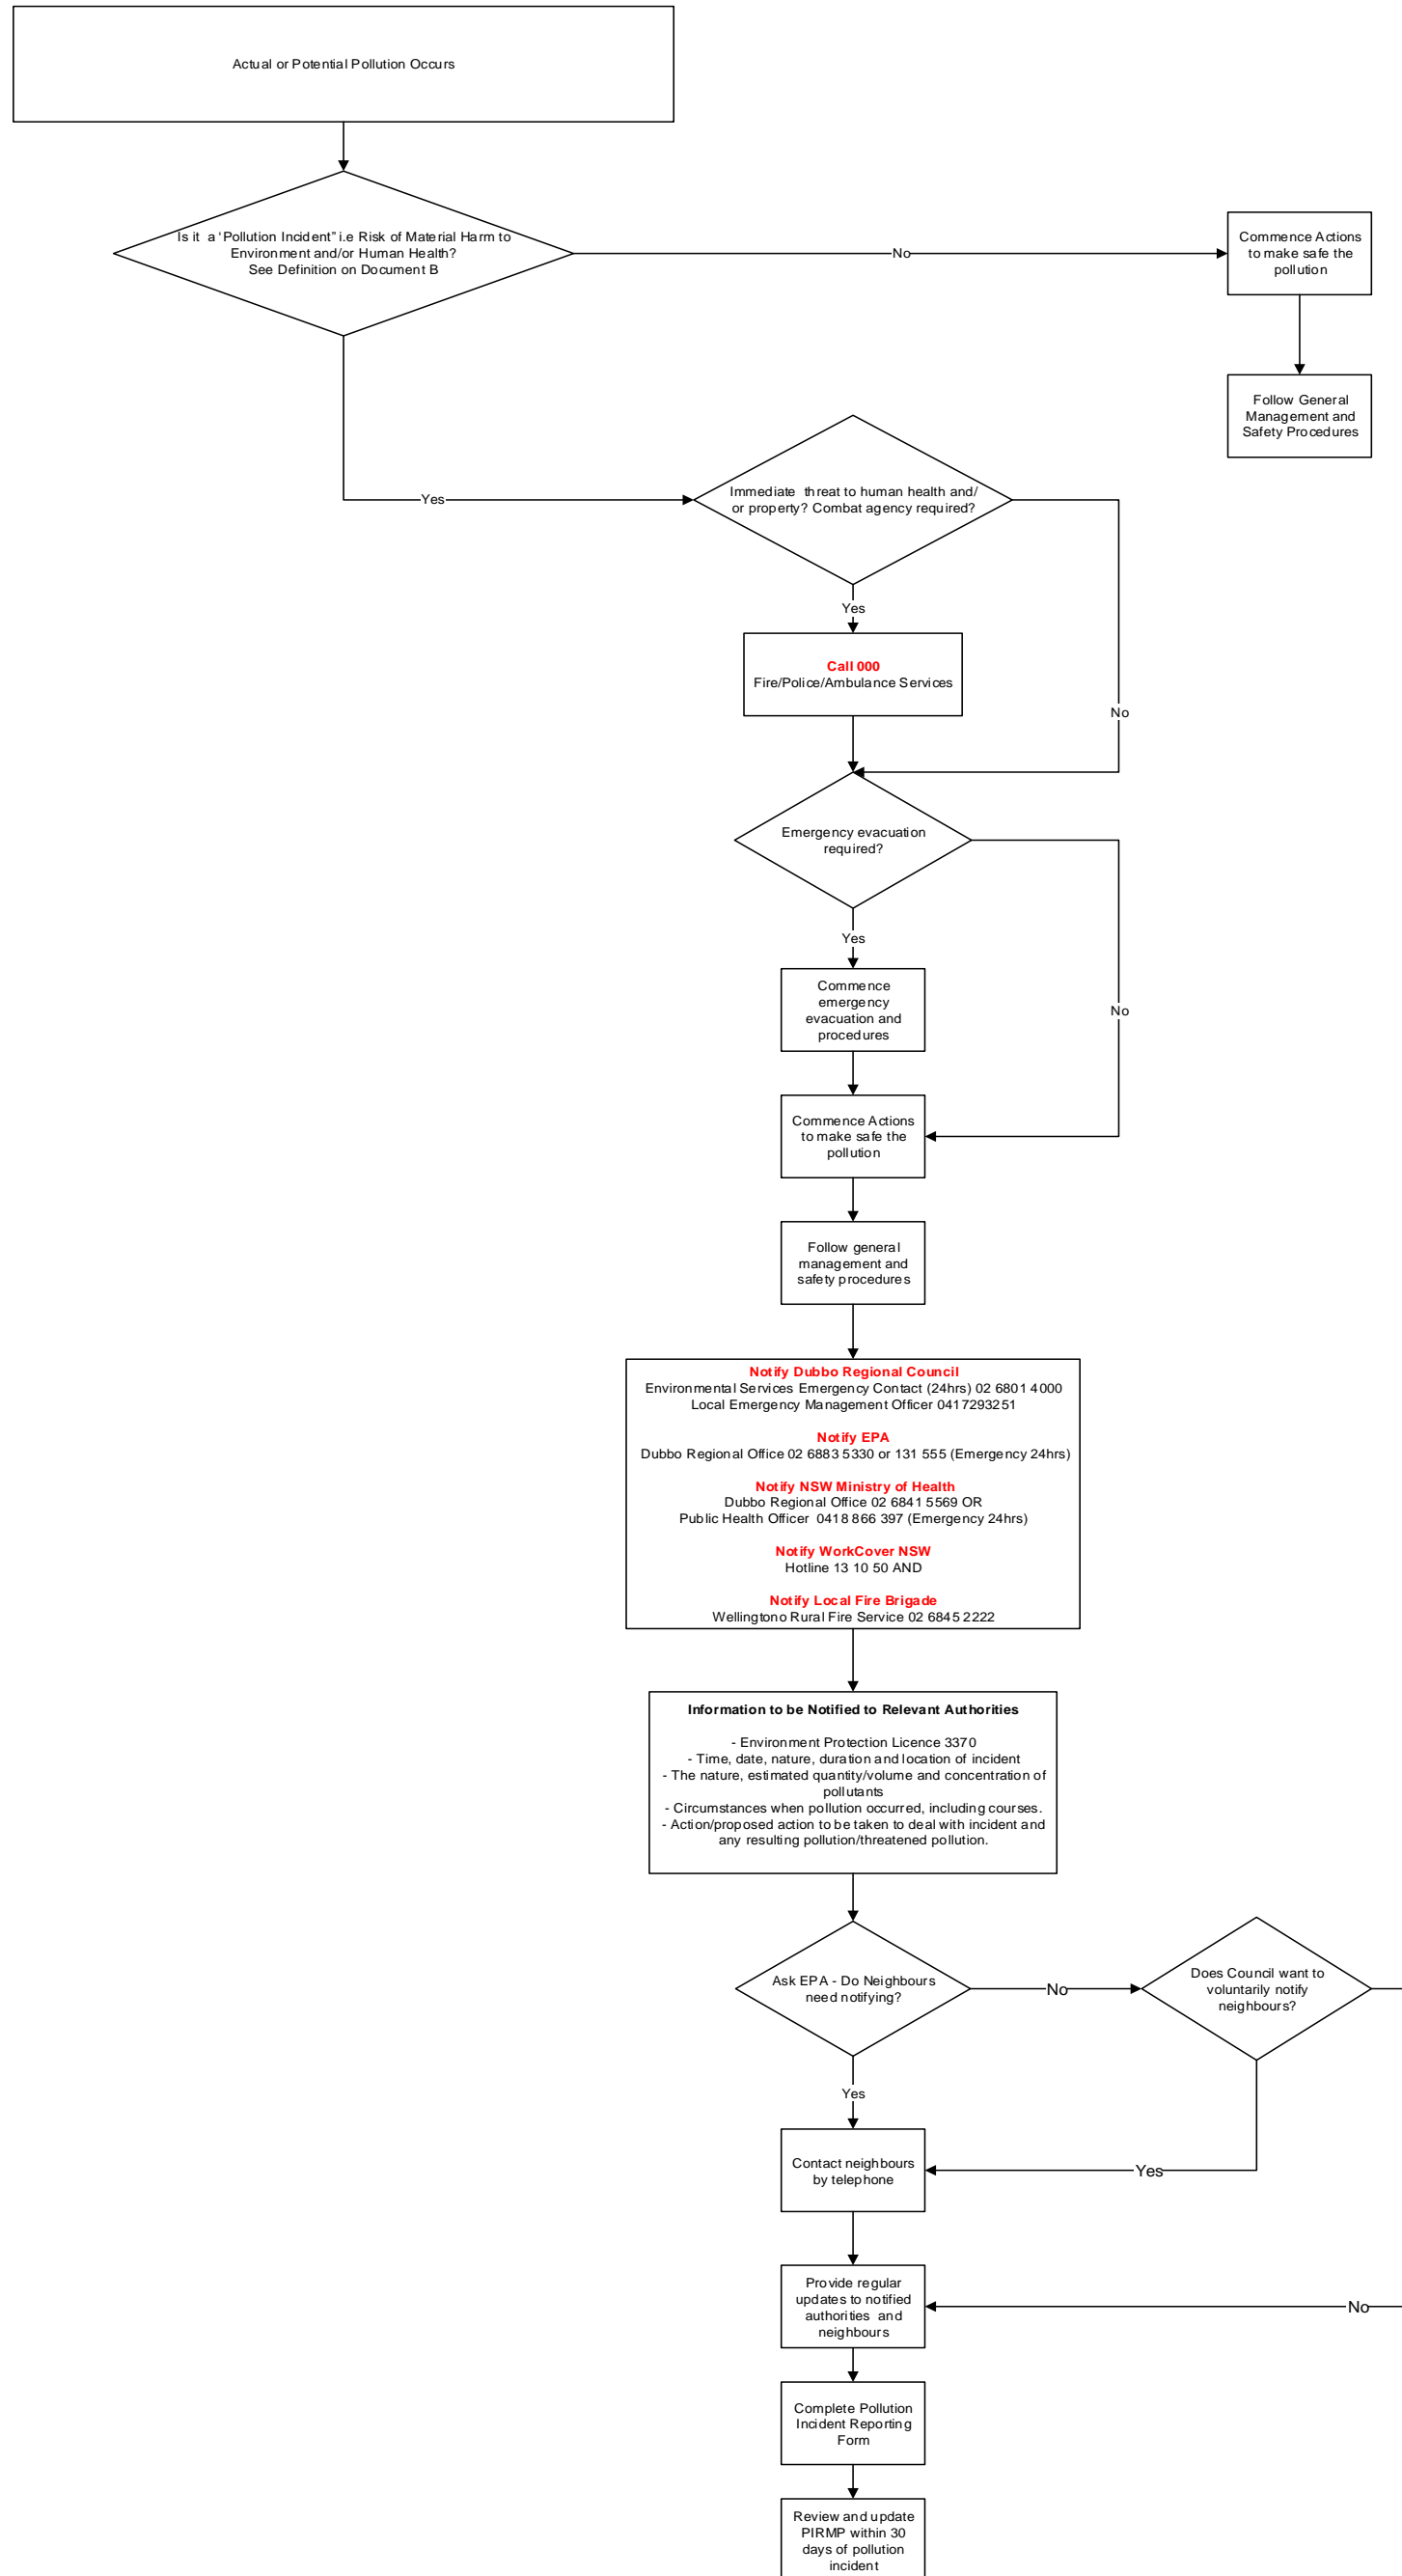 Actual or Potential Pollution Occurs
Is it a ‘Pollution Incident” i.e Risk of Material Harm to
Environment and/or Human Health?
See Definition on Document B
No
Commence Actions
to make safe the
pollution
Follow General
Management and
Safety Procedures
Yes
Immediate threat to human health and/
or property? Combat agency required?
Yes
Call 000
Fire/Police/Ambulance Services
No
Emergency evacuation
required?
Yes
Commence
emergency
evacuation and
procedures
No
Commence Actions
to make safe the
pollution
Follow general
management and
safety procedures
Notify Dubbo Regional Council
Environmental Services Emergency Contact (24hrs) 02 6801 4000
Local Emergency Management Officer 0417293251
Notify EPA
Dubbo Regional Office 02 6883 5330 or 131 555 (Emergency 24hrs)
Notify NSW Ministry of Health
Dubbo Regional Office 02 6841 5569 OR
Public Health Officer 0418 866 397 (Emergency 24hrs)
Notify WorkCover NSW
Hotline 13 10 50 AND
Notify Local Fire Brigade
Wellingtono Rural Fire Service 02 6845 2222
Information to be Notified to Relevant Authorities
- Environment Protection Licence 3370
- Time, date, nature, duration and location of incident
- The nature, estimated quantity/volume and concentration of
pollutants
- Circumstances when pollution occurred, including courses.
- Action/proposed action to be taken to deal with incident and
any resulting pollution/threatened pollution.
Ask EPA - Do Neighbours
need notifying?
No
Does Council want to
voluntarily notify
neighbours?
Yes
Contact neighbours
by telephone
Yes
Provide regular
updates to notified
authorities and
neighbours
No
Complete Pollution
Incident Reporting
Form
Review and update
PIRMP within 30
days of pollution
incident